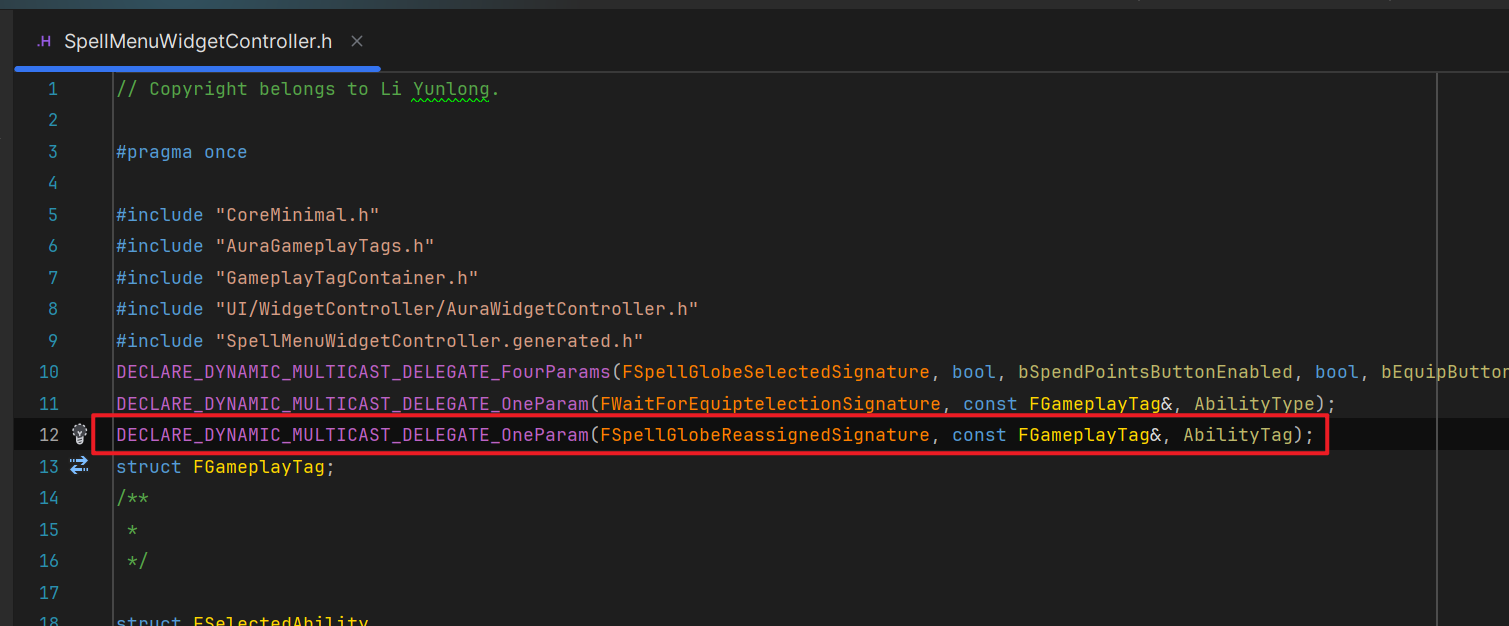 .H SpellMenuWidgetController.h ×
1 // Copyright belongs to Li Yunlong.
2
3 #pragma once
4
5 #include "CoreMinimal.h"
6 #include "AuraGameplayTags.h"
7 #include "GameplayTagContainer.h"
8 #include "UI/WidgetController/AuraWidgetController.h"
9 #include "SpellMenuWidgetController.generated.h"
10 DECLARE_DYNAMIC_MULTICAST_DELEGATE_FourParams(FSpellGlobeSelectedSignature, bool, bSpendPointsButtonEnabled, bool, bEquipButton
11 DECLARE_DYNAMIC_MULTICAST_DELEGATE_OneParam(FWaitForEquiptelectionSignature, const FGameplayTag&, AbilityType);
12 DECLARE_DYNAMIC_MULTICAST_DELEGATE_OneParam(FSpellGlobeReassignedSignature, const FGameplayTag&, AbilityTag);
13 struct FGameplayTag;
14 /**
15 *
16 */
17
18 struct FSelectedAbility